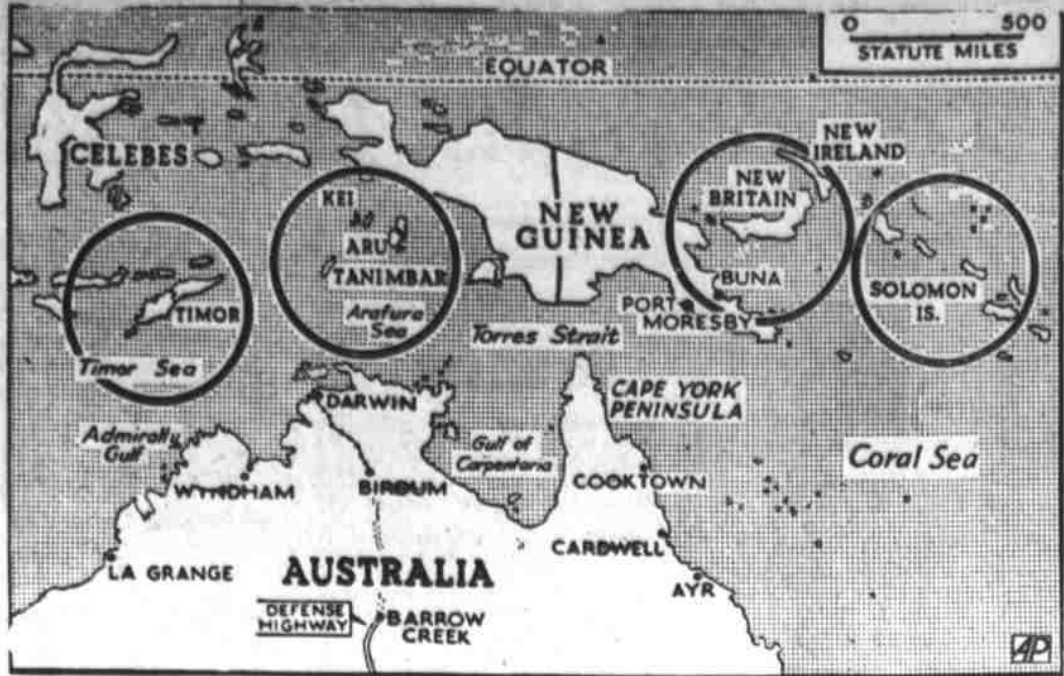 0 500
STATUTE MILES
EQUATOR
CELEBES
NEW
IRELAND
NEW
BRITAIN
KEI
ARU
TANIMBAR
Arafura
Sea
NEW
GUINEA
BUNA
SOLOMON
IS.
TIMOR
Timor Sea
PORT
MORESBY
Torres Strait
DARWIN
CAPE YORK
PENINSULA
Admirally
Gulf
Gulf of
Carpentaria
Coral Sea
WYNDHAM
BIRDUM
COOKTOWN
CARDWELL
LA GRANGE
AUSTRALIA
AYR
DEFENSE
HIGHWAY
BARROW
CREEK
AP